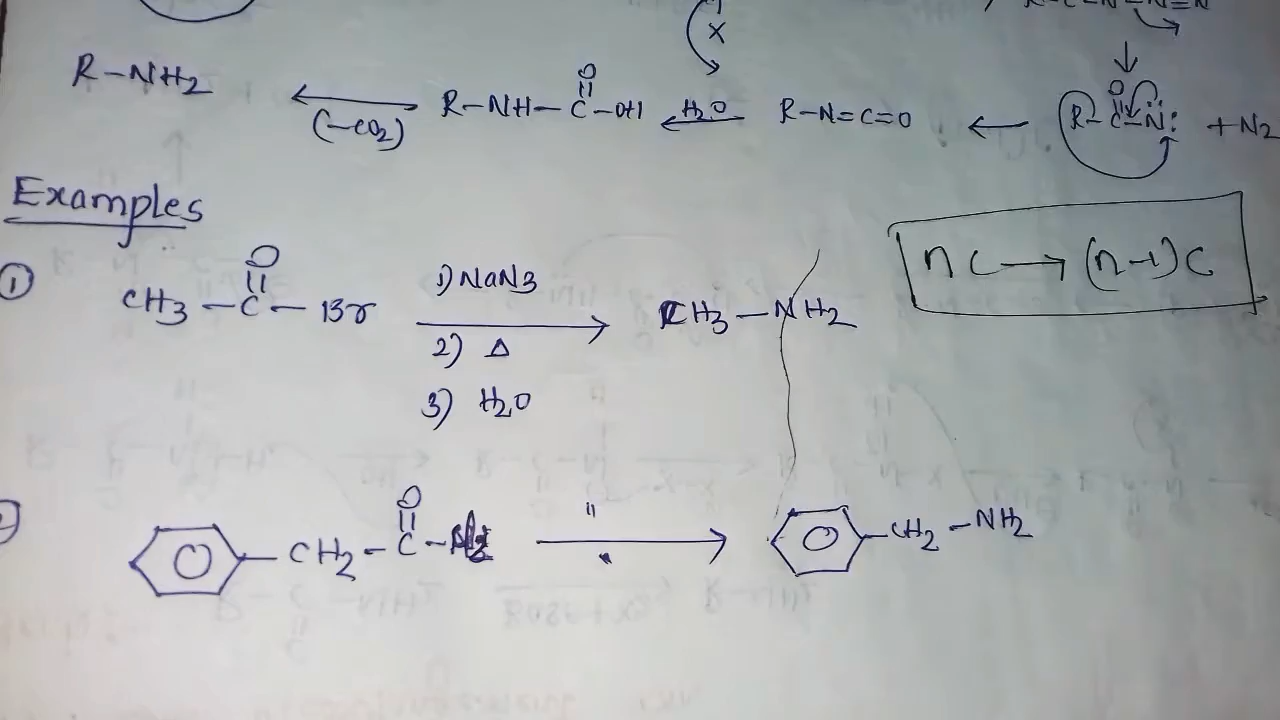 R-NH2 ← (-CO2) R-NH-C(=O)-OH ← H2O R-N=C=O ← R-C(=O)-N: + N2
X
Examples
nC → (n-1)C
① CH3-C(=O)-Br 1) NaN3 2) Δ 3) H2O → CH3-NH2
CH2-C(=O)- " → CH2-NH2